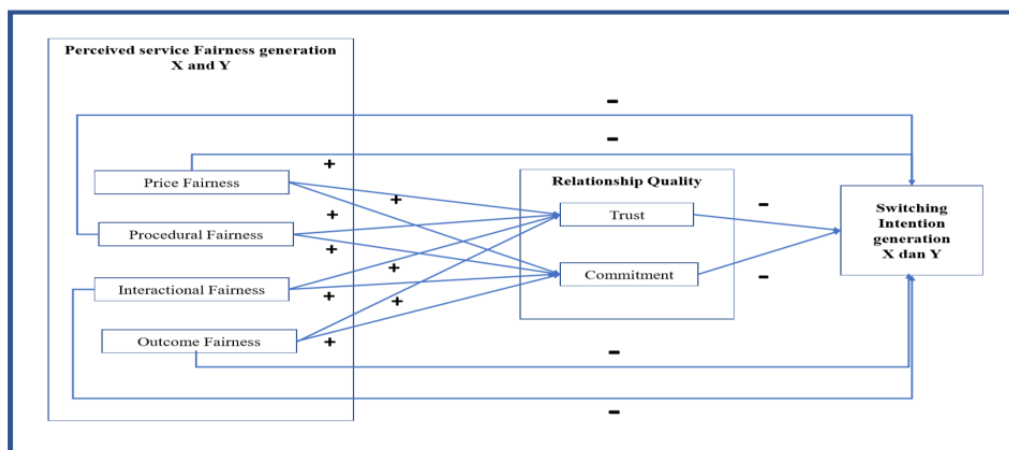 Perceived service Fairness generation
X and Y
−
−
+
Price Fairness
Relationship Quality
+
−
Switching
Intention
generation
X dan Y
+
Trust
Procedural Fairness
+
+
Commitment
−
Interactional Fairness
+
+
Outcome Fairness
+
−
−